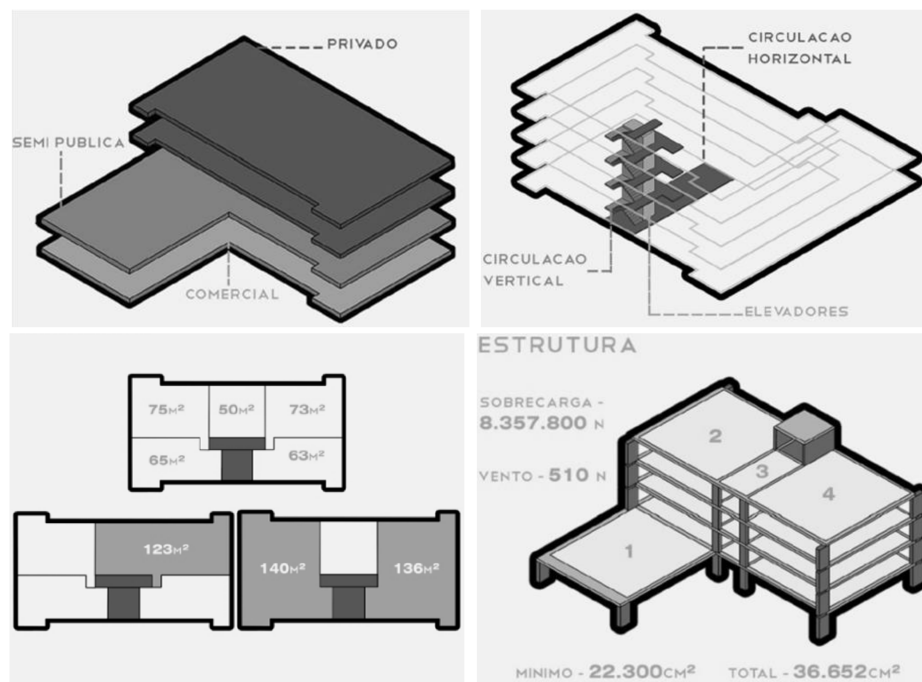 PRIVADO
SEMI PUBLICA
COMERCIAL
CIRCULACAO
HORIZONTAL
CIRCULACAO
VERTICAL
ELEVADORES
75M²
50M²
73M²
65M²
63M²
123M²
140M²
136M²
ESTRUTURA
SOBRECARGA -
8.357.800 N
VENTO - 510 N
2
3
4
1
MINIMO - 22.300CM² TOTAL - 36.652CM²